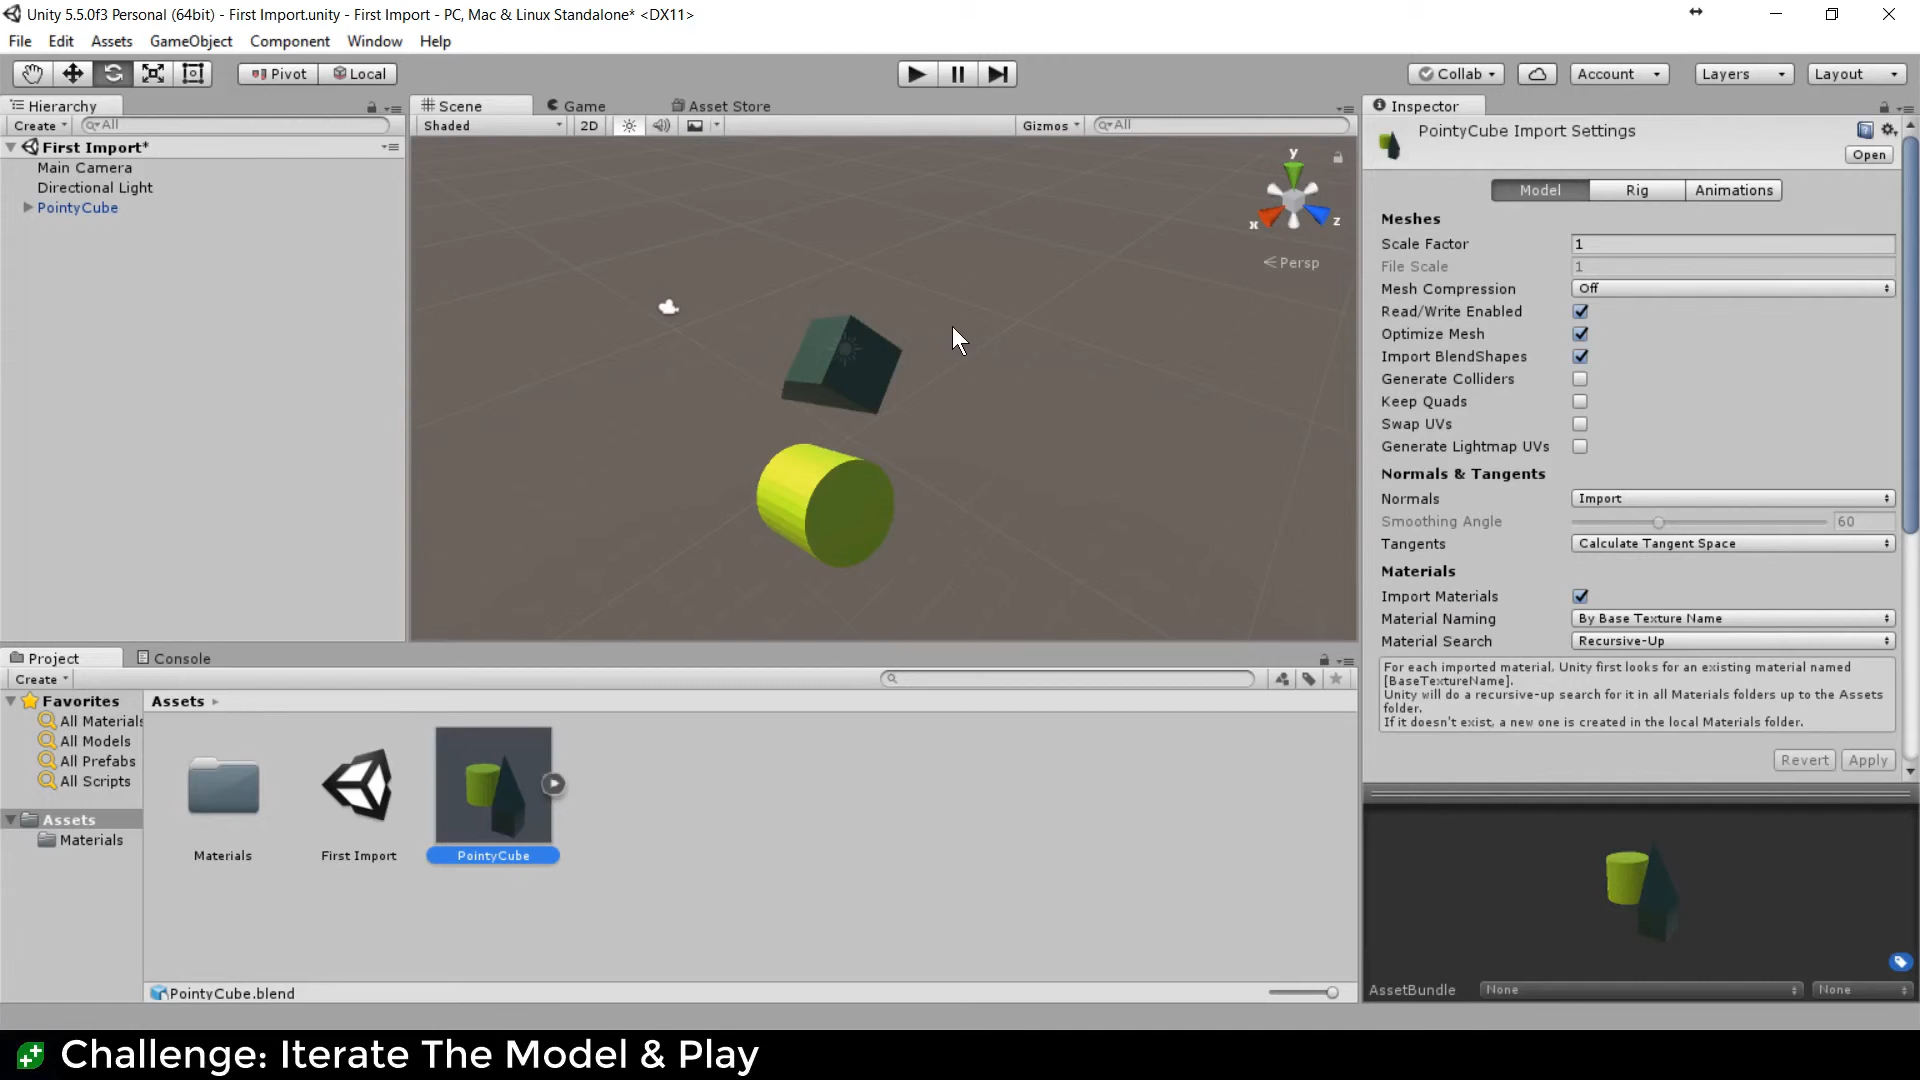 Unity 5.5.0f3 Personal (64bit) - First Import.unity - First Import - PC, Mac & Linux Standalone* <DX11>
File Edit Assets GameObject Component Window Help
Pivot Local Collab Account Layers Layout
Hierarchy
Create All
First Import*
Main Camera
Directional Light
PointyCube
Scene Game Asset Store
Shaded 2D Gizmos All
y
x
z
Persp
Inspector
PointyCube Import Settings
Open
Model Rig Animations
Meshes
Scale Factor 1
File Scale 1
Mesh Compression Off
Read/Write Enabled
Optimize Mesh
Import BlendShapes
Generate Colliders
Keep Quads
Swap UVs
Generate Lightmap UVs
Normals & Tangents
Normals Import
Smoothing Angle 60
Tangents Calculate Tangent Space
Materials
Import Materials
Material Naming By Base Texture Name
Material Search Recursive-Up
For each imported material, Unity first looks for an existing material named
[BaseTextureName].
Unity will do a recursive-up search for it in all Materials folders up to the Assets
folder.
If it doesn't exist, a new one is created in the local Materials folder.
Revert Apply
AssetBundle None None
Project Console
Create
Favorites
All Materials
All Models
All Prefabs
All Scripts
Assets
Materials
Assets
Materials First Import PointyCube
PointyCube.blend
Challenge: Iterate The Model & Play